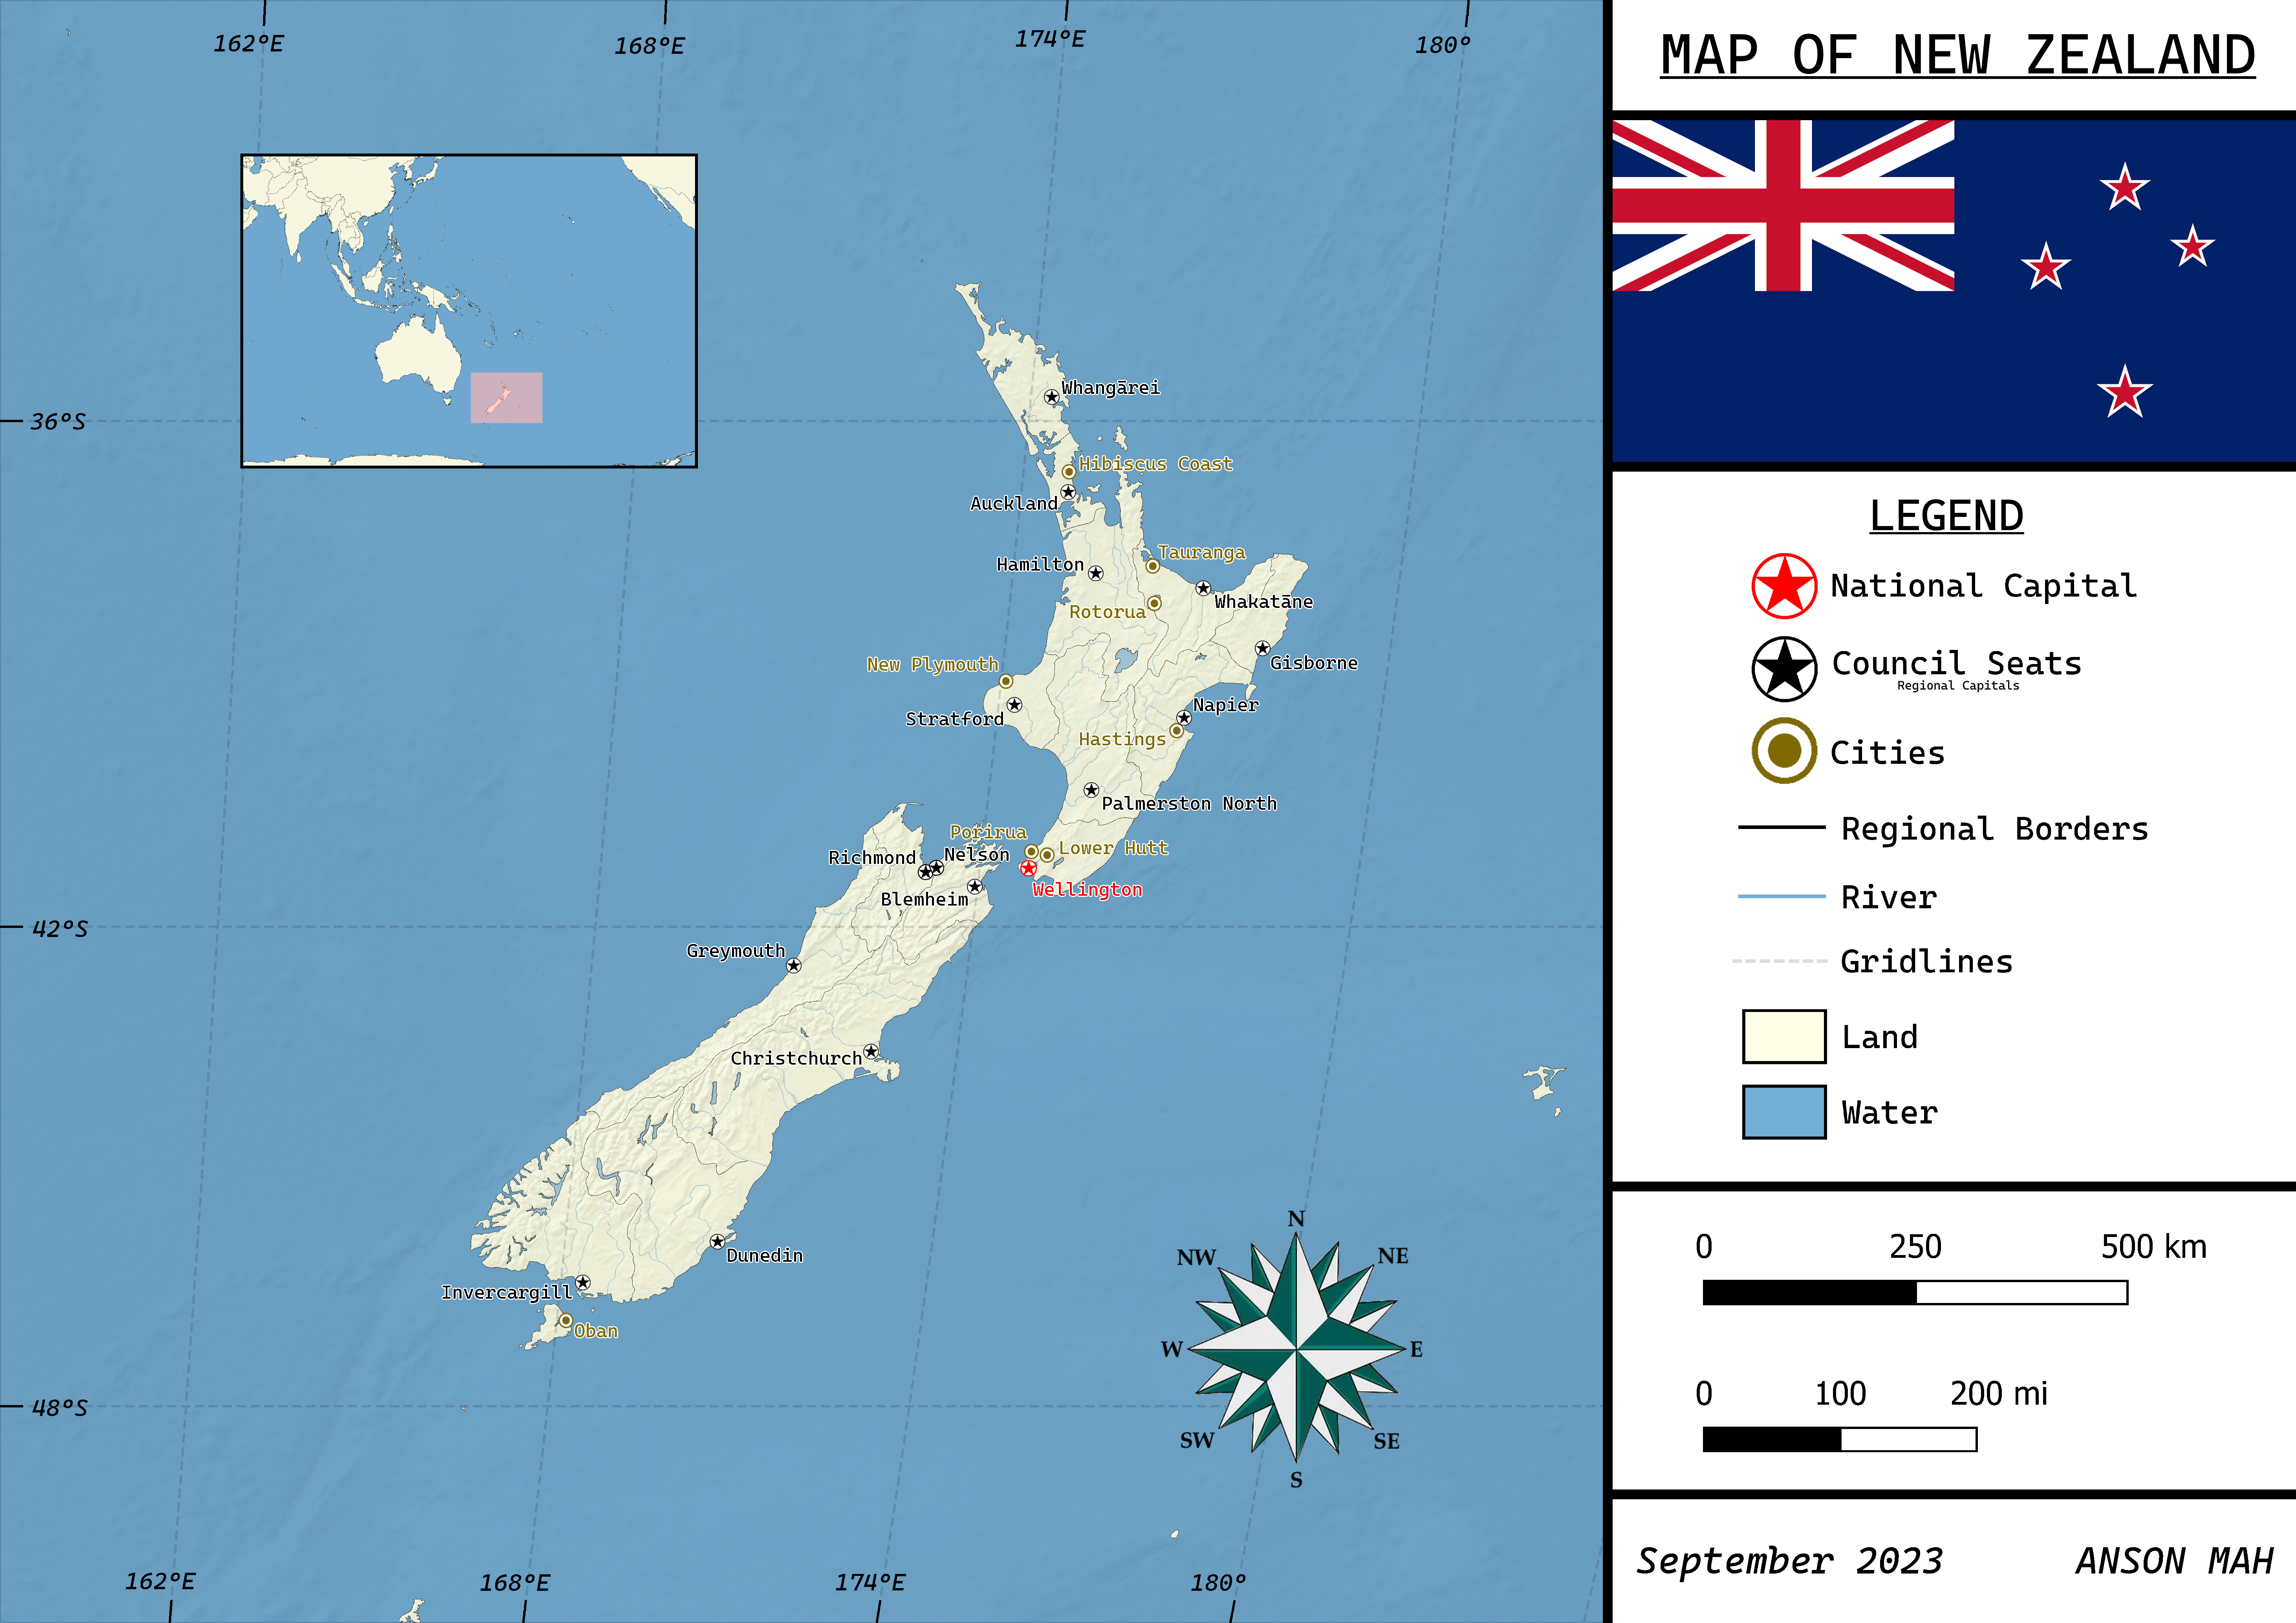 162°E
168°E
174°E
180°
36°S
42°S
48°S
Whangārei
Hibiscus Coast
Auckland
Tauranga
Hamilton
Whakatāne
Rotorua
Gisborne
New Plymouth
Napier
Stratford
Hastings
Palmerston North
Porirua
Lower Hutt
Nelson
Richmond
Wellington
Blemheim
Greymouth
Christchurch
Dunedin
Invercargill
Oban
N
NE
E
SE
S
SW
W
NW
162°E
168°E
174°E
180°
MAP OF NEW ZEALAND
LEGEND
National Capital
Council Seats
Regional Capitals
Cities
Regional Borders
River
Gridlines
Land
Water
0 250 500 km
0 100 200 mi
September 2023 ANSON MAH